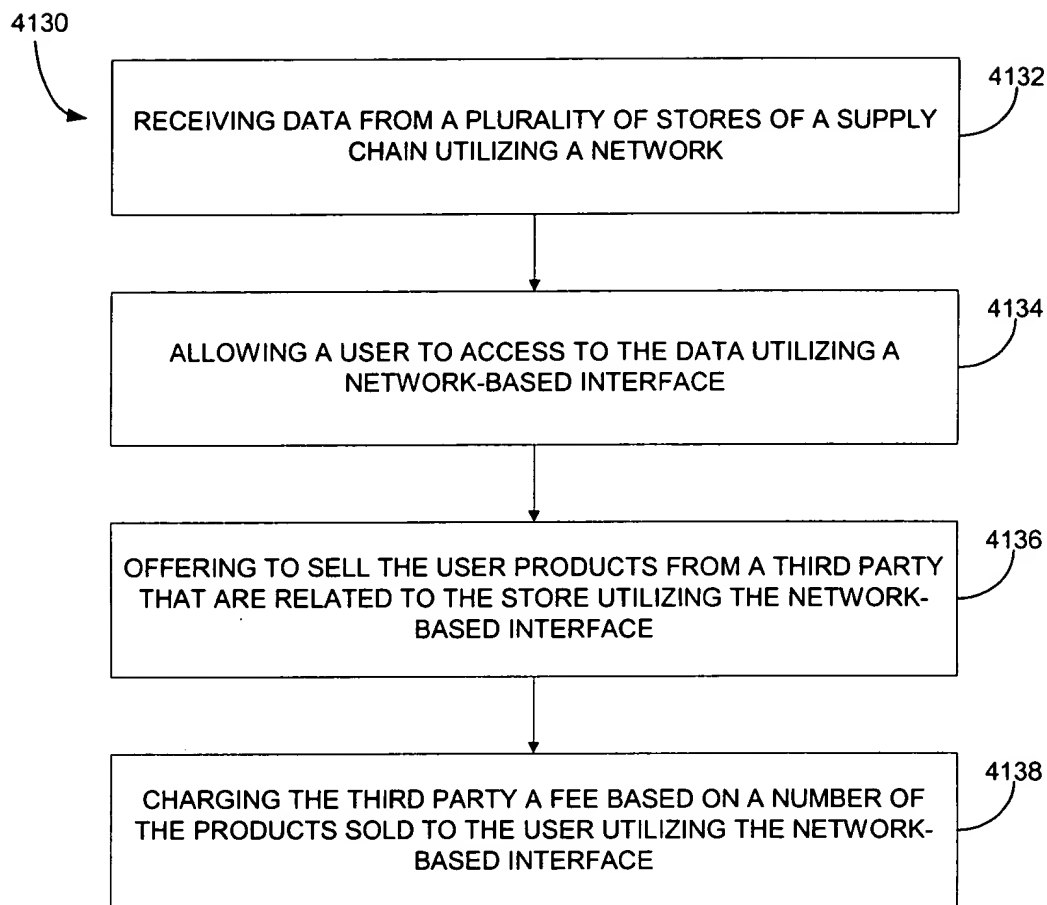 4130
4132
RECEIVING DATA FROM A PLURALITY OF STORES OF A SUPPLY
CHAIN UTILIZING A NETWORK
4134
ALLOWING A USER TO ACCESS TO THE DATA UTILIZING A
NETWORK-BASED INTERFACE
4136
OFFERING TO SELL THE USER PRODUCTS FROM A THIRD PARTY
THAT ARE RELATED TO THE STORE UTILIZING THE NETWORK-
BASED INTERFACE
4138
CHARGING THE THIRD PARTY A FEE BASED ON A NUMBER OF
THE PRODUCTS SOLD TO THE USER UTILIZING THE NETWORK-
BASED INTERFACE